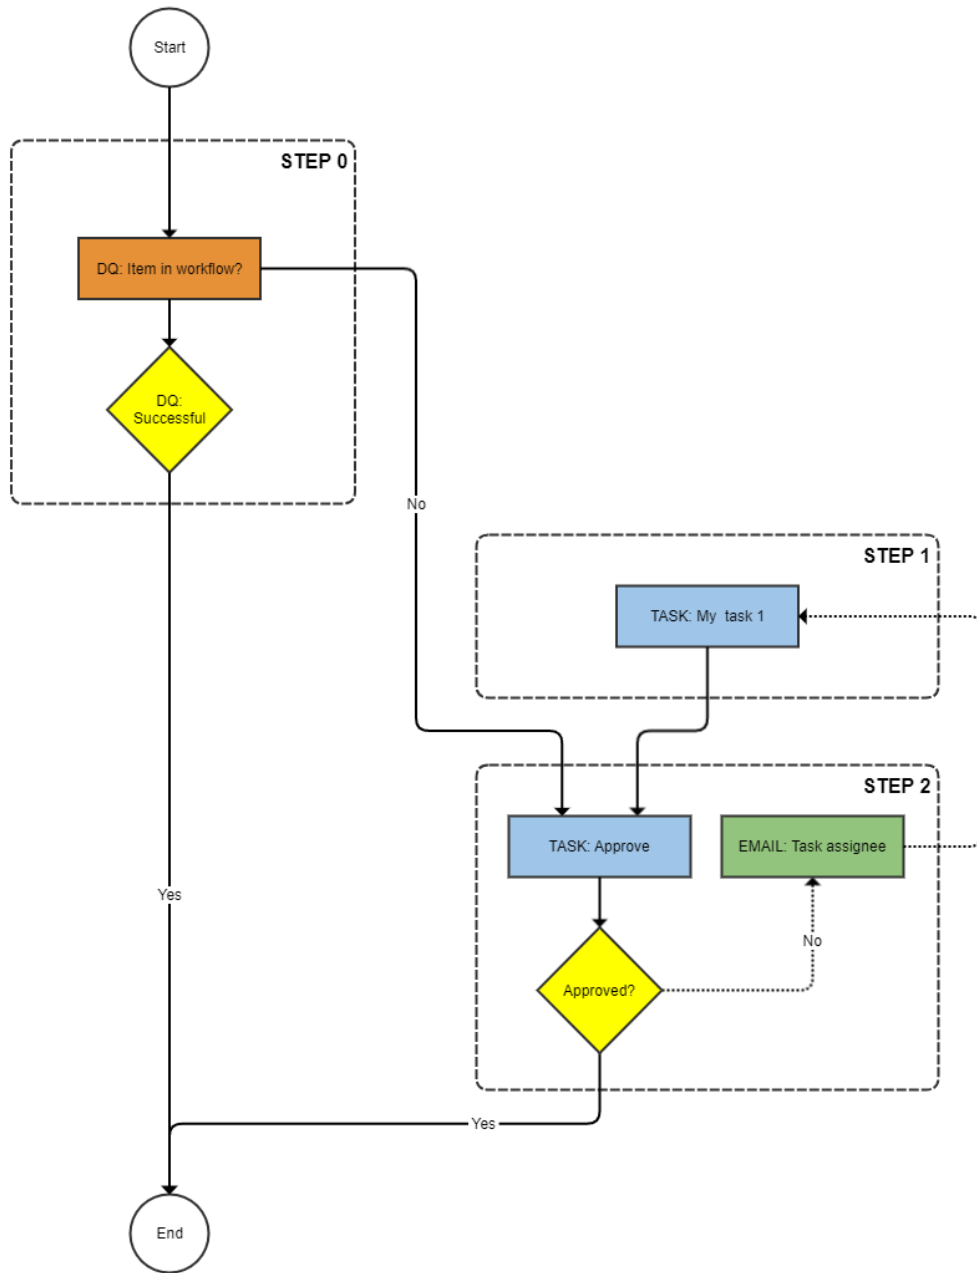 Start
STEP 0
DQ: Item in workflow?
DQ:
Successful
No
STEP 1
TASK: My  task 1
STEP 2
TASK: Approve
EMAIL: Task assignee
Yes
No
Approved?
Yes
End